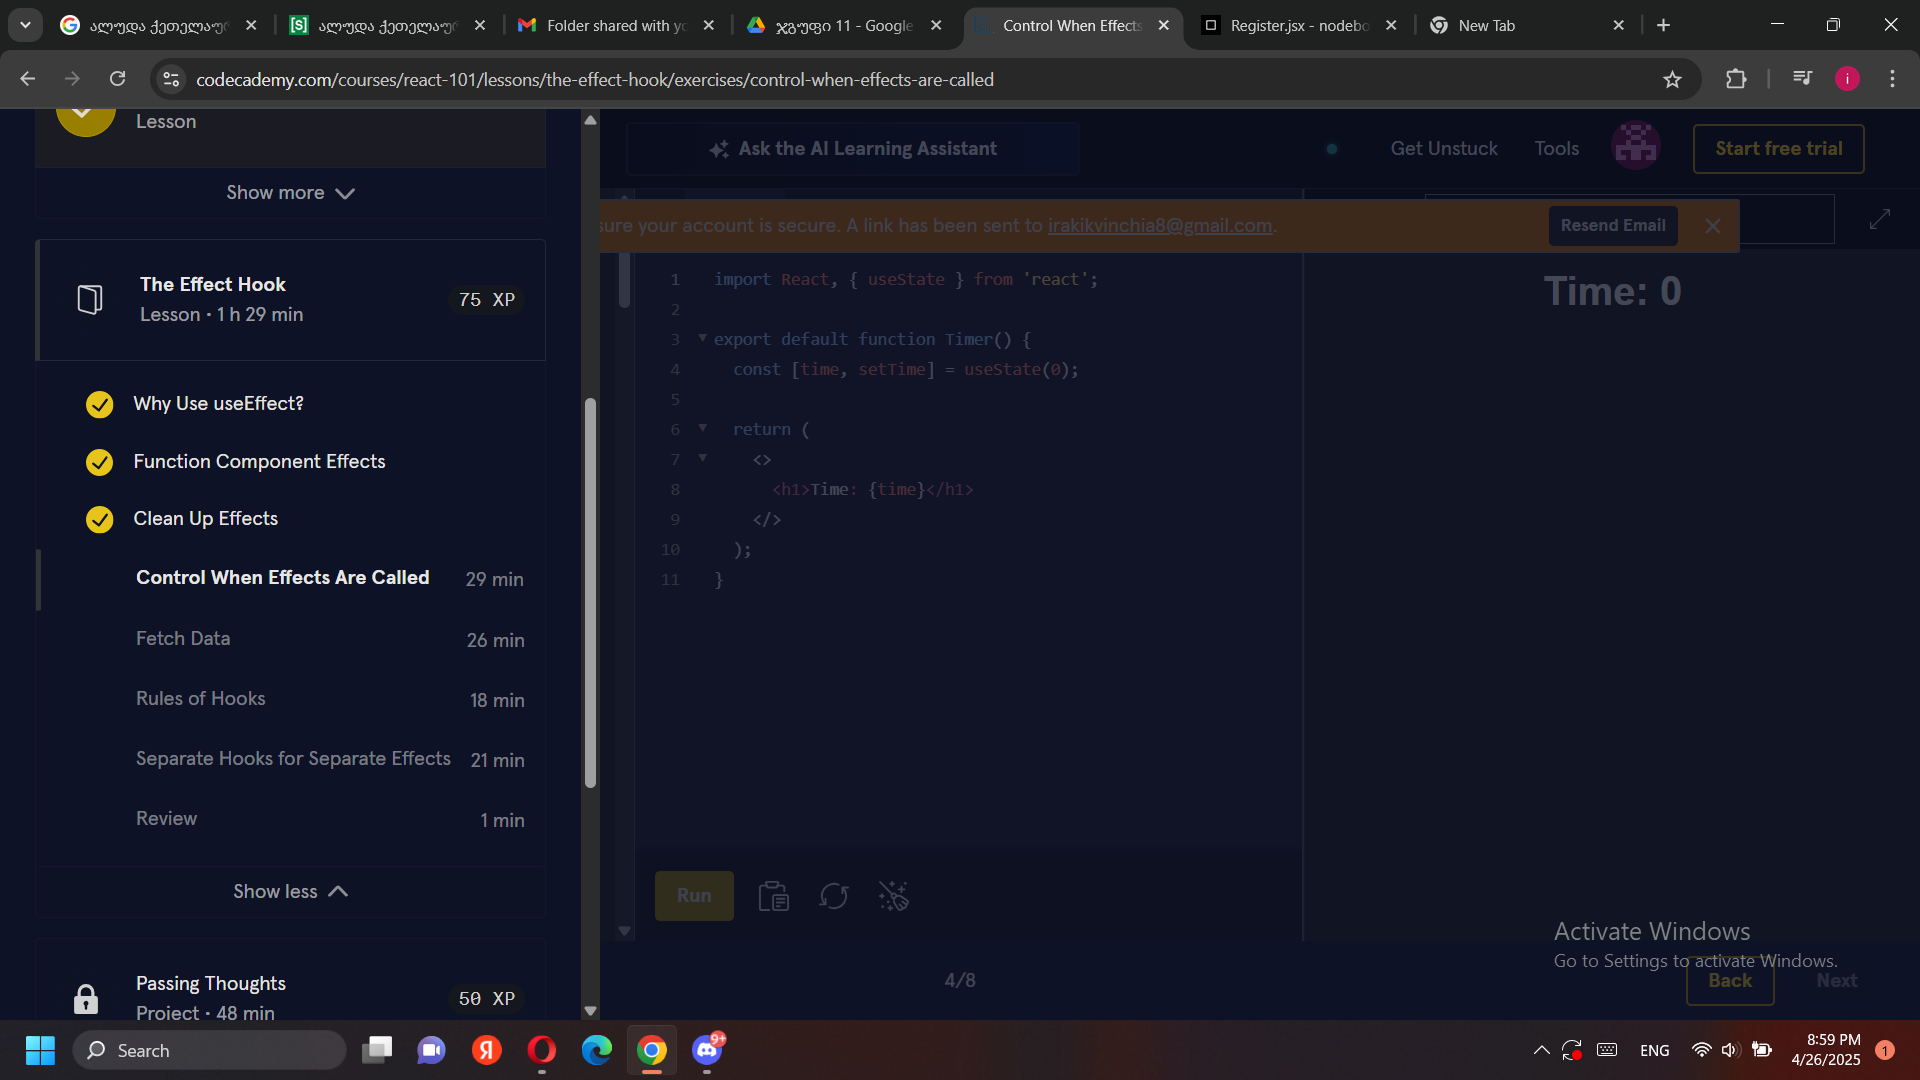 ალუდა ქეთელაურ
ალუდა ქეთელაურ
Folder shared with yo
ჯგუფი 11 - Google
Control When Effects
Register.jsx - nodebo
New Tab
codecademy.com/courses/react-101/lessons/the-effect-hook/exercises/control-when-effects-are-called
i
Lesson
Show more
The Effect Hook
Lesson • 1 h 29 min
75 XP
Why Use useEffect?
Function Component Effects
Clean Up Effects
Control When Effects Are Called
29 min
Fetch Data
26 min
Rules of Hooks
18 min
Separate Hooks for Separate Effects
21 min
Review
1 min
Show less
Passing Thoughts
Project • 48 min
50 XP
Ask the AI Learning Assistant
Get Unstuck
Tools
Start free trial
sure your account is secure. A link has been sent to irakikvinchia8@gmail.com.
Resend Email
1 import React, { useState } from 'react';
2
3 export default function Timer() {
4 const [time, setTime] = useState(0);
5
6 return (
7 <>
8 <h1>Time: {time}</h1>
9 </>
10 );
11 }
Time: 0
Run
4/8
Back
Next
Activate Windows
Go to Settings to activate Windows.
Search
Я
9+
ENG
8:59 PM
4/26/2025
1